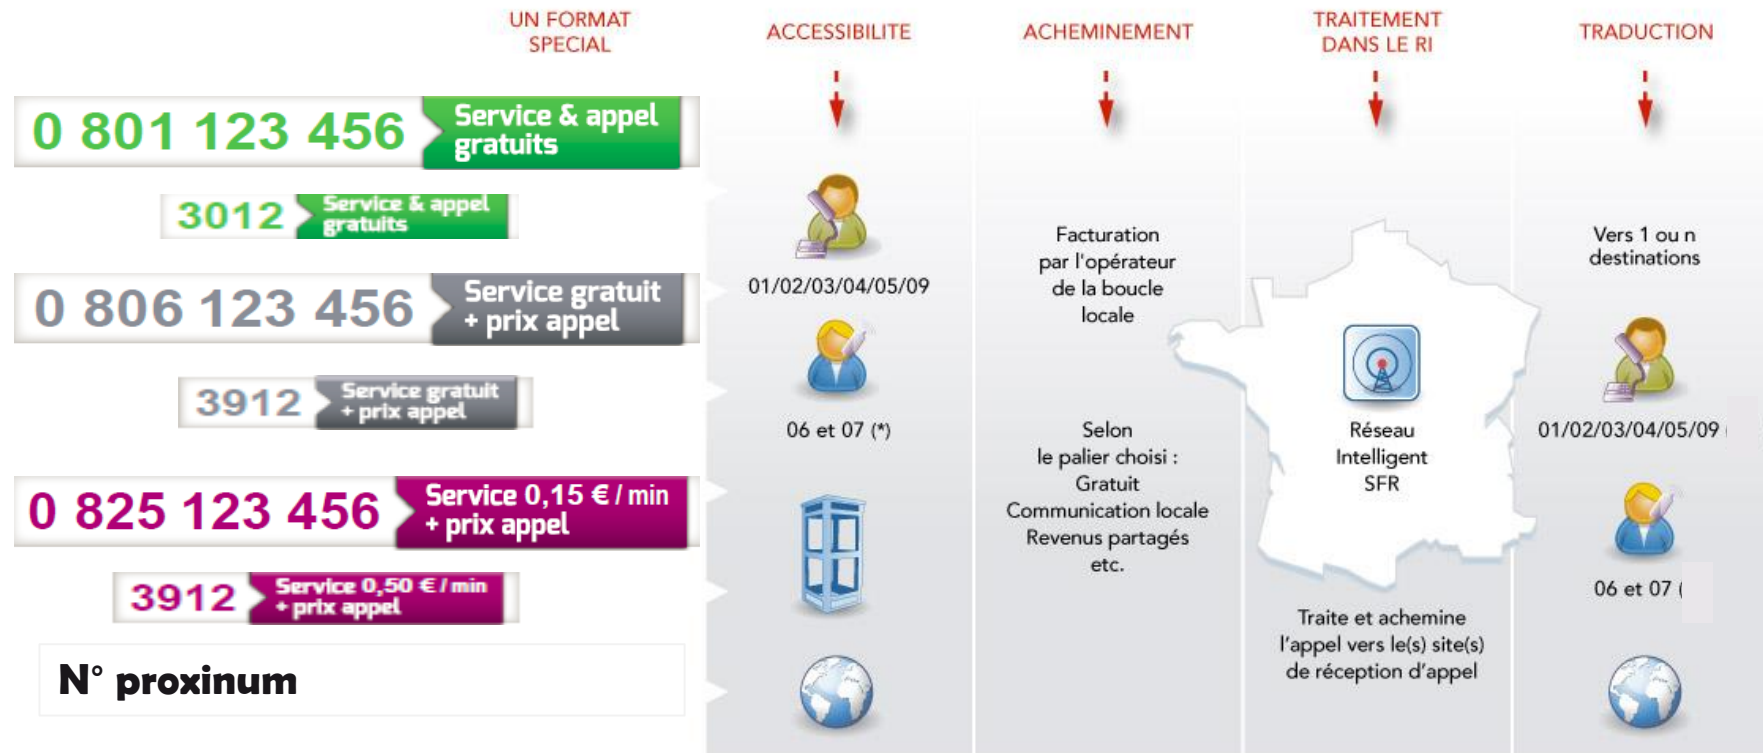 UN FORMAT
SPECIAL
ACCESSIBILITE
ACHEMINEMENT
TRAITEMENT
DANS LE RI
TRADUCTION
0 801 123 456
Service & appel
gratuits
3012
Service & appel
gratuits
0 806 123 456
Service gratuit
+ prix appel
3912
Service gratuit
+ prix appel
0 825 123 456
Service 0,15 € / min
+ prix appel
3912
Service 0,50 € / min
+ prix appel
N° proxinum
01/02/03/04/05/09
06 et 07 (*)
Facturation
par l'opérateur
de la boucle
locale
Selon
le palier choisi :
Gratuit
Communication locale
Revenus partagés
etc.
Réseau
Intelligent
SFR
Traite et achemine
l'appel vers le(s) site(s)
de réception d'appel
Vers 1 ou n
destinations
01/02/03/04/05/09
06 et 07 (